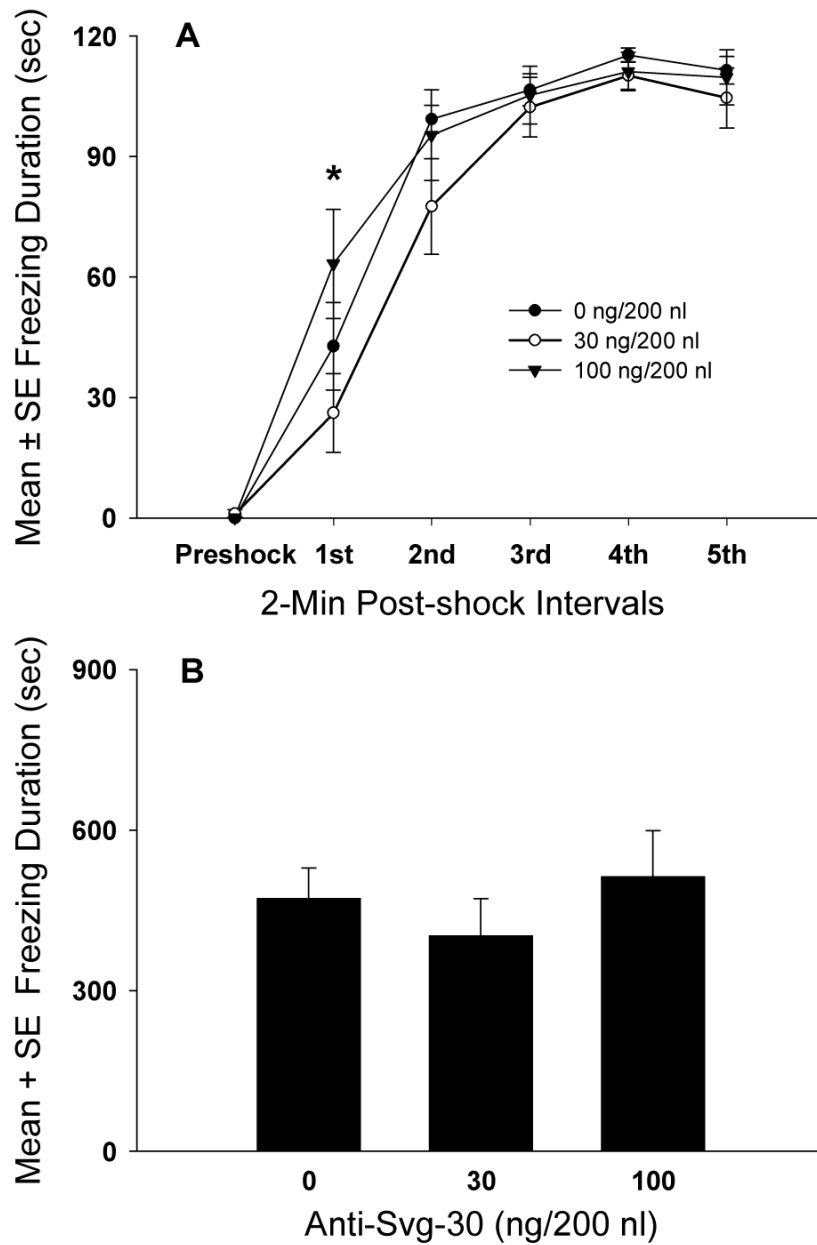 A
Mean ± SE Freezing Duration (sec)
120
90
60
30
0
*
0 ng/200 nl
30 ng/200 nl
100 ng/200 nl
Preshock 1st 2nd 3rd 4th 5th
2-Min Post-shock Intervals
B
Mean + SE Freezing Duration (sec)
900
600
300
0
0 30 100
Anti-Svg-30 (ng/200 nl)